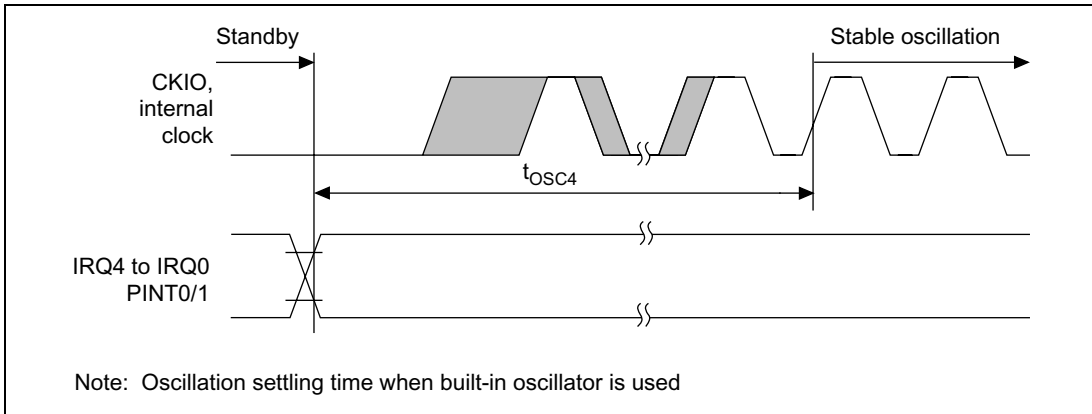 Standby
Stable oscillation
CKIO,
internal
clock
tOSC4
IRQ4 to IRQ0
PINT0/1
Note: Oscillation settling time when built-in oscillator is used